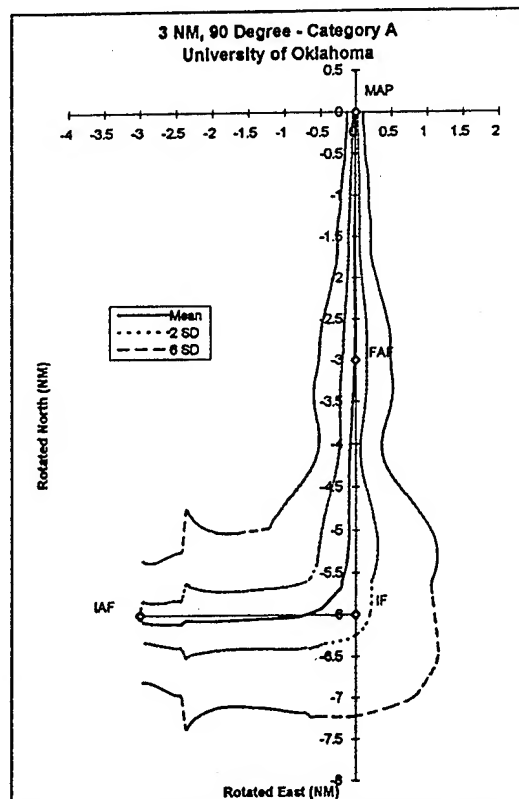 3 NM, 90 Degree - Category A
University of Oklahoma
0.5
MAP
0
-4 -3.5 -3 -2.5 -2 -1.5 -1 -0.5 0 0.5 1 1.5 2
-0.5
-1
-1.5
-2
-2.5
Mean
2 SD
6 SD
-3
FAF
-3.5
-4
-4.5
-5
-5.5
IAF
-6
IF
-6.5
-7
-7.5
-8
Rotated North (NM)
Rotated East (NM)